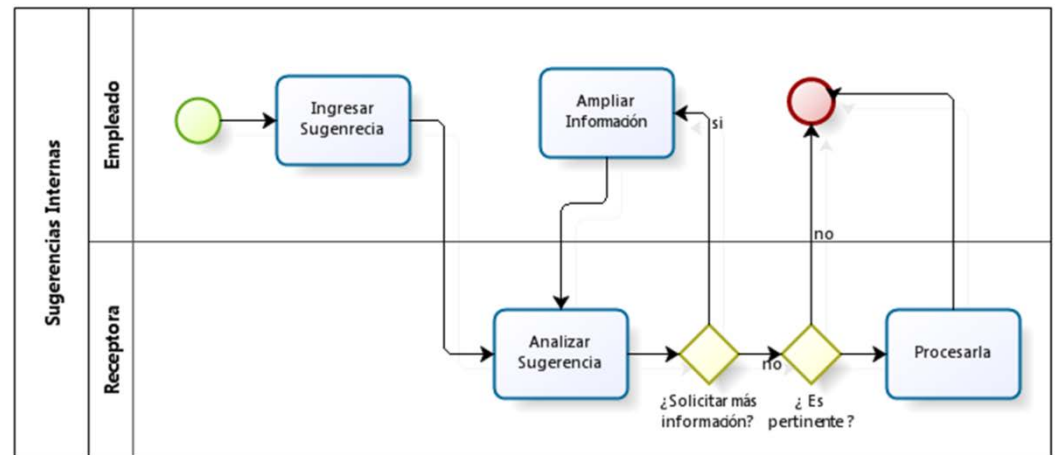 Sugerencias Internas
Empleado
Ingresar
Sugenrecia
Ampliar
Información
si
no
Receptora
Analizar
Sugerencia
¿Solicitar más
información?
no
¿ Es
pertinente ?
Procesarla